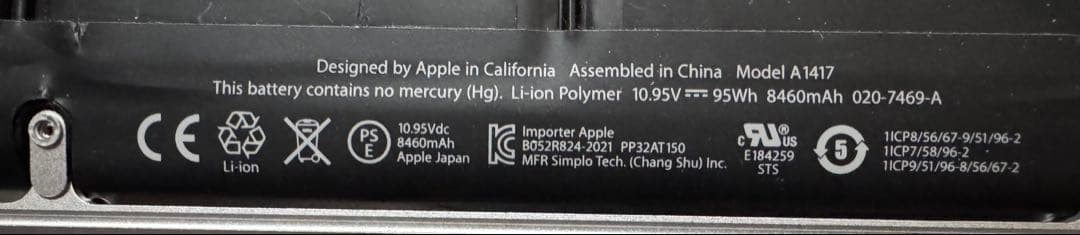 Designed by Apple in California Assembled in China Model A1417
This battery contains no mercury (Hg). Li-ion Polymer 10.95V⎓95Wh 8460mAh 020-7469-A
CE
Li-ion
PS
E
10.95Vdc
8460mAh
Apple Japan
Importer Apple
B052R824-2021 PP32AT150
MFR Simplo Tech. (Chang Shu) Inc.
c RU® US
E184259
STS
5
1ICP8/56/67-9/51/96-2
1ICP7/58/96-2
1ICP9/51/96-8/56/67-2